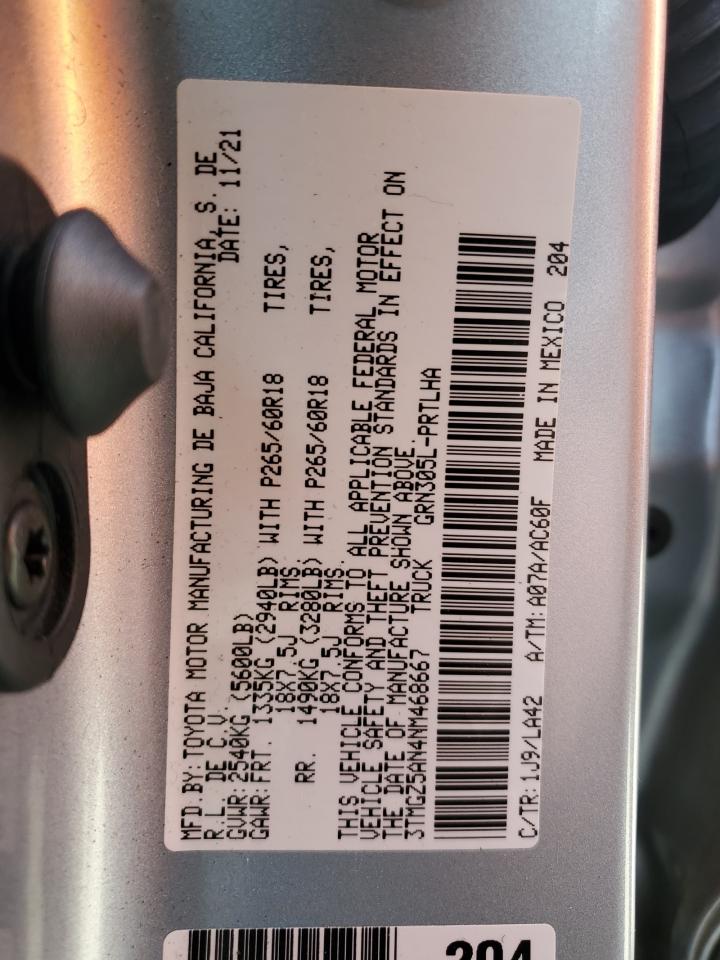 MFD.BY:TOYOTA MOTOR MANUFACTURING DE BAJA CALIFORNIA, S. DE
R. L. DE C.V. DATE: 11/21
GVWR:2540KG (5600LB)
GAWR:FRT. 1335KG (2940LB) WITH P265/60R18 TIRES,
18X7.5J RIMS,
RR. 1490KG (3280LB) WITH P265/60R18 TIRES,
18X7.5J RIMS.
THIS VEHICLE CONFORMS TO ALL APPLICABLE FEDERAL MOTOR
VEHICLE SAFETY AND THEFT PREVENTION STANDARDS IN EFFECT ON
THE DATE OF MANUFACTURE SHOWN ABOVE.
3TMGZ5AN4NM468667 TRUCK GRN305L-PRTLHA
C/TR:1J9/LA42 A/TM:A07A/AC60F MADE IN MEXICO 204
204